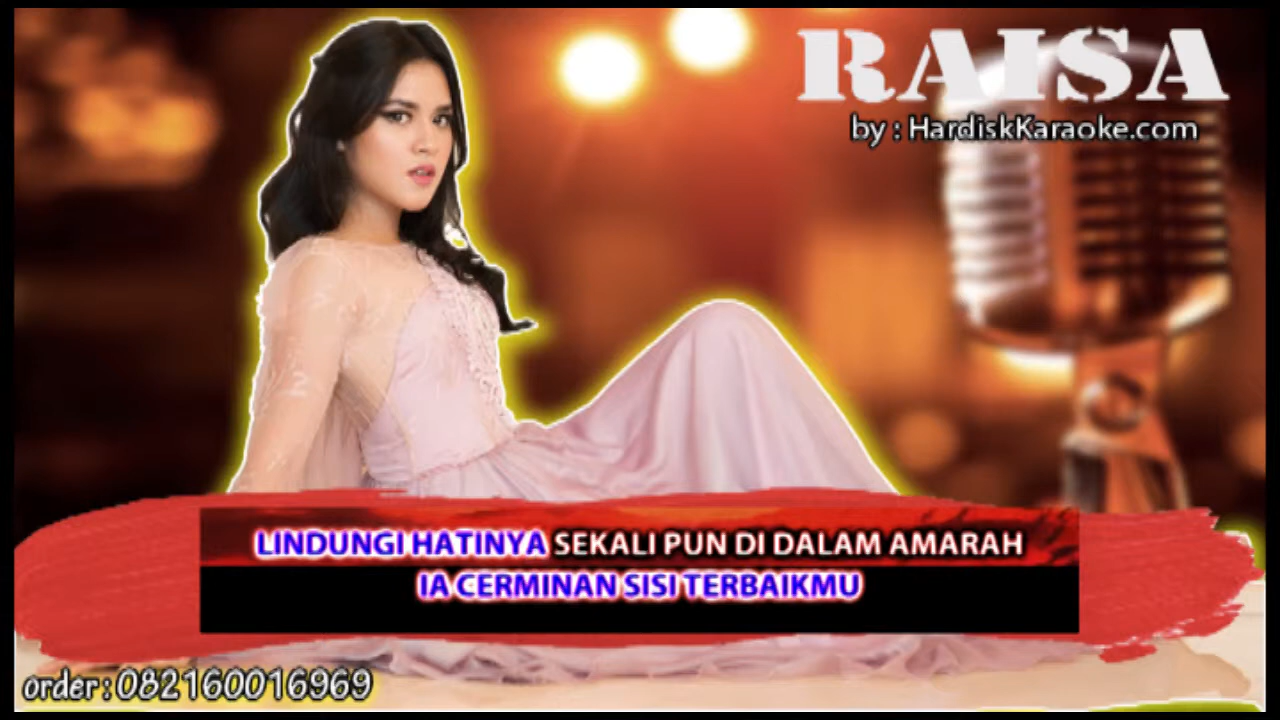 RAISA
by : HardiskKaraoke.com
LINDUNGI HATINYA SEKALI PUN DI DALAM AMARAH
IA CERMINAN SISI TERBAIKMU
order : 082160016969